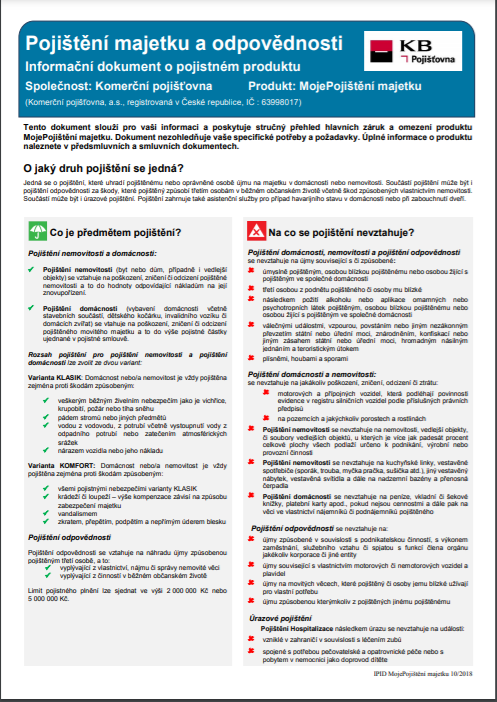 Pojištění majetku a odpovědnosti
Informační dokument o pojistném produktu
Společnost: Komerční pojišťovna Produkt: MojePojištění majetku
(Komerční pojišťovna, a.s., registrovaná v České republice, IČ : 63998017)
KB
Pojišťovna
Tento dokument slouží pro vaši informaci a poskytuje stručný přehled hlavních záruk a omezení produktu
MojePojištění majetku. Dokument nezohledňuje vaše specifické potřeby a požadavky. Úplné informace o produktu
naleznete v předsmluvních a smluvních dokumentech.
O jaký druh pojištění se jedná?
Jedná se o pojištění, které uhradí pojištěnému nebo oprávněné osobě újmu na majetku v domácnosti nebo nemovitosti. Součástí pojištění může být i
pojištění odpovědnosti za škody, které pojištěný způsobí třetím osobám v běžném občanském životě včetně škod způsobených vlastnictvím nemovitosti.
Součástí může být i úrazové pojištění. Pojištění zahrnuje také asistenční služby pro případ havarijního stavu v domácnosti nebo při zabouchnutí dveří.
Co je předmětem pojištění?
Pojištění nemovitosti a domácnosti:
Pojištění nemovitosti (byt nebo dům, případně i vedlejší
objekty) se vztahuje na poškození, zničení či odcizení pojištěné
nemovitosti a to do hodnoty odpovídající nákladům na její
znovupořízení.
Pojištění domácnosti (vybavení domácnosti včetně
stavebních součástí, dětského kočárku, invalidního vozíku či
domácích zvířat) se vztahuje na poškození, zničení či odcizení
pojištěného movitého majetku a to do výše pojistné částky
ujednané v pojistné smlouvě.
Rozsah pojištění pro pojištění nemovitosti a pojištění
domácnosti lze zvolit ze dvou variant:
Varianta KLASIK: Domácnost nebo/a nemovitost je vždy pojištěna
zejména proti škodám způsobeným:
veškerým běžným živelním nebezpečím jako je vichřice,
krupobití, požár nebo tíha sněhu
pádem stromů nebo jiných předmětů
vodou z vodovodu, z potrubí včetně vystoupnutí vody z
odpadního potrubí nebo zatečením atmosférických
srážek
nárazem vozidla nebo jeho nákladu
Varianta KOMFORT: Domácnost nebo/a nemovitost je vždy
pojištěna zejména proti škodám způsobeným:
všemi pojistnými nebezpečími varianty KLASIK
krádeží či loupeží – výše kompenzace závisí na způsobu
zabezpečení majetku
vandalismem
zkratem, přepětím, podpětím a nepřímým úderem blesku
Pojištění odpovědnosti
Pojištění odpovědnosti se vztahuje na náhradu újmy způsobenou
pojištěným třetí osobě, a to:
vyplývající z vlastnictví, nájmu či správy nemovité věci
vyplývající z činností v běžném občanském životě
Limit pojistného plnění lze sjednat ve výši 2 000 000 Kč nebo
5 000 000 Kč.
Na co se pojištění nevztahuje?
Pojištění domácnosti, nemovitosti a pojištění odpovědnosti
se nevztahuje na újmy související s či způsobené:
úmyslně pojištěným, osobou blízkou pojištěnému nebo osobou žijící s
pojištěným ve společné domácnosti
třetí osobou z podnětu pojištěného či osoby mu blízké
následkem požití alkoholu nebo aplikace omamných nebo
psychotropních látek pojištěným, osobou blízkou pojištěnému nebo
osobou žijící s pojištěným ve společné domácnosti
válečnými událostmi, vzpourou, povstáním nebo jiným nezákonným
převzetím státní nebo úřední moci, znárodněním, konfiskací nebo
jiným zásahem státní nebo úřední moci, hromadným násilným
jednáním a teroristickým útokem
plísněmi, houbami a sporami
Pojištění domácnosti a nemovitosti:
se nevztahuje na jakákoliv poškození, zničení, odcizení či ztrátu:
motorových a přípojných vozidel, která podléhají povinnosti
evidence v registru silničních vozidel podle příslušných právních
předpisů
na pozemcích a jakýchkoliv porostech a rostlinách
Pojištění nemovitosti se nevztahuje na nemovitosti, vedlejší objekty,
či soubory vedlejších objektů, u kterých je více jak padesát procent
celkové plochy všech podlaží určeno k podnikání, výrobní nebo
provozní činnosti
Pojištění nemovitosti se nevztahuje na kuchyňské linky, vestavěné
spotřebiče (sporák, trouba, myčka pračka, sušička atd.), jiný vestavěný
nábytek, vestavěná svítidla a dále na nadzemní bazény a přenosná
čerpadla
Pojištění domácnosti se nevztahuje na peníze, vkladní či šekové
knížky, platební karty apod., pokud nejsou cennostmi a dále pak na
věci ve vlastnictví nájemníků či podnájemníků pojištěného
Pojištění odpovědnosti se nevztahuje na:
újmy způsobené v souvislosti s podnikatelskou činností, s výkonem
zaměstnání, služebního vztahu či spjatou s funkcí člena orgánu
jakékoliv korporace či jiné entity
újmy související s vlastnictvím motorových či nemotorových vozidel a
plavidel
újmy na movitých věcech, které pojištěný či osoby jemu blízké užívají
pro vlastní potřebu
újmu způsobenou kterýmkoliv z pojištěných jinému pojištěnému
Úrazové pojištění
Pojištění Hospitalizace následkem úrazu se nevztahuje na události:
vzniklé v zahraničí v souvislosti s léčením zubů
spojené s potřebou pečovatelské a opatrovnické péče nebo s
pobytem v nemocnici jako doprovod dítěte
IPID MojePojištění majetku 10/2018